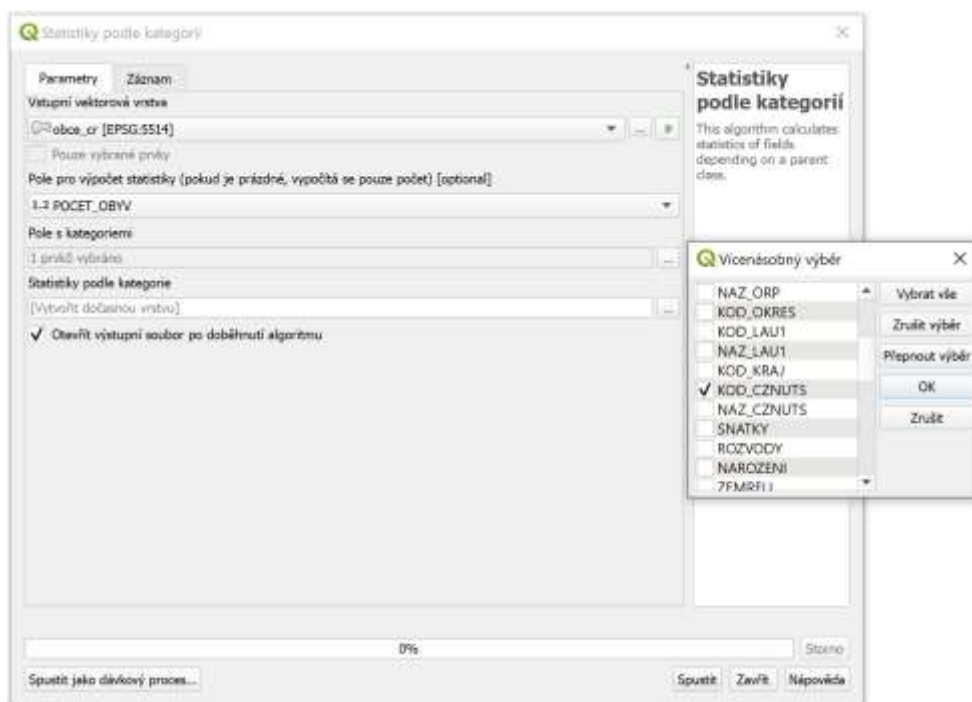 Statistiky podle kategorií
Parametry Záznam
Vstupní vektorová vrstva
obce_cr [EPSG:5514]
Pouze vybrané prvky
Pole pro výpočet statistiky (pokud je prázdné, vypočítá se pouze počet) [optional]
1.2 POCET_OBYV
Pole s kategoriemi
1 prvků vybráno
Statistiky podle kategorie
[Vytvořit dočasnou vrstvu]
Otevřít výstupní soubor po doběhnutí algoritmu
0%
Storno
Spustit jako dávkový proces...
Spustit Zavřít Nápověda
Statistiky
podle kategorií
This algorithm calculates
statistics of fields
depending on a parent
class.
Vícenásobný výběr
NAZ_ORP
KOD_OKRES
KOD_LAU1
NAZ_LAU1
KOD_KRAJ
KOD_CZNUTS
NAZ_CZNUTS
SNATKY
ROZVODY
NAROZENI
ZEMRELI
Vybrat vše
Zrušit výběr
Přepnout výběr
OK
Zrušit